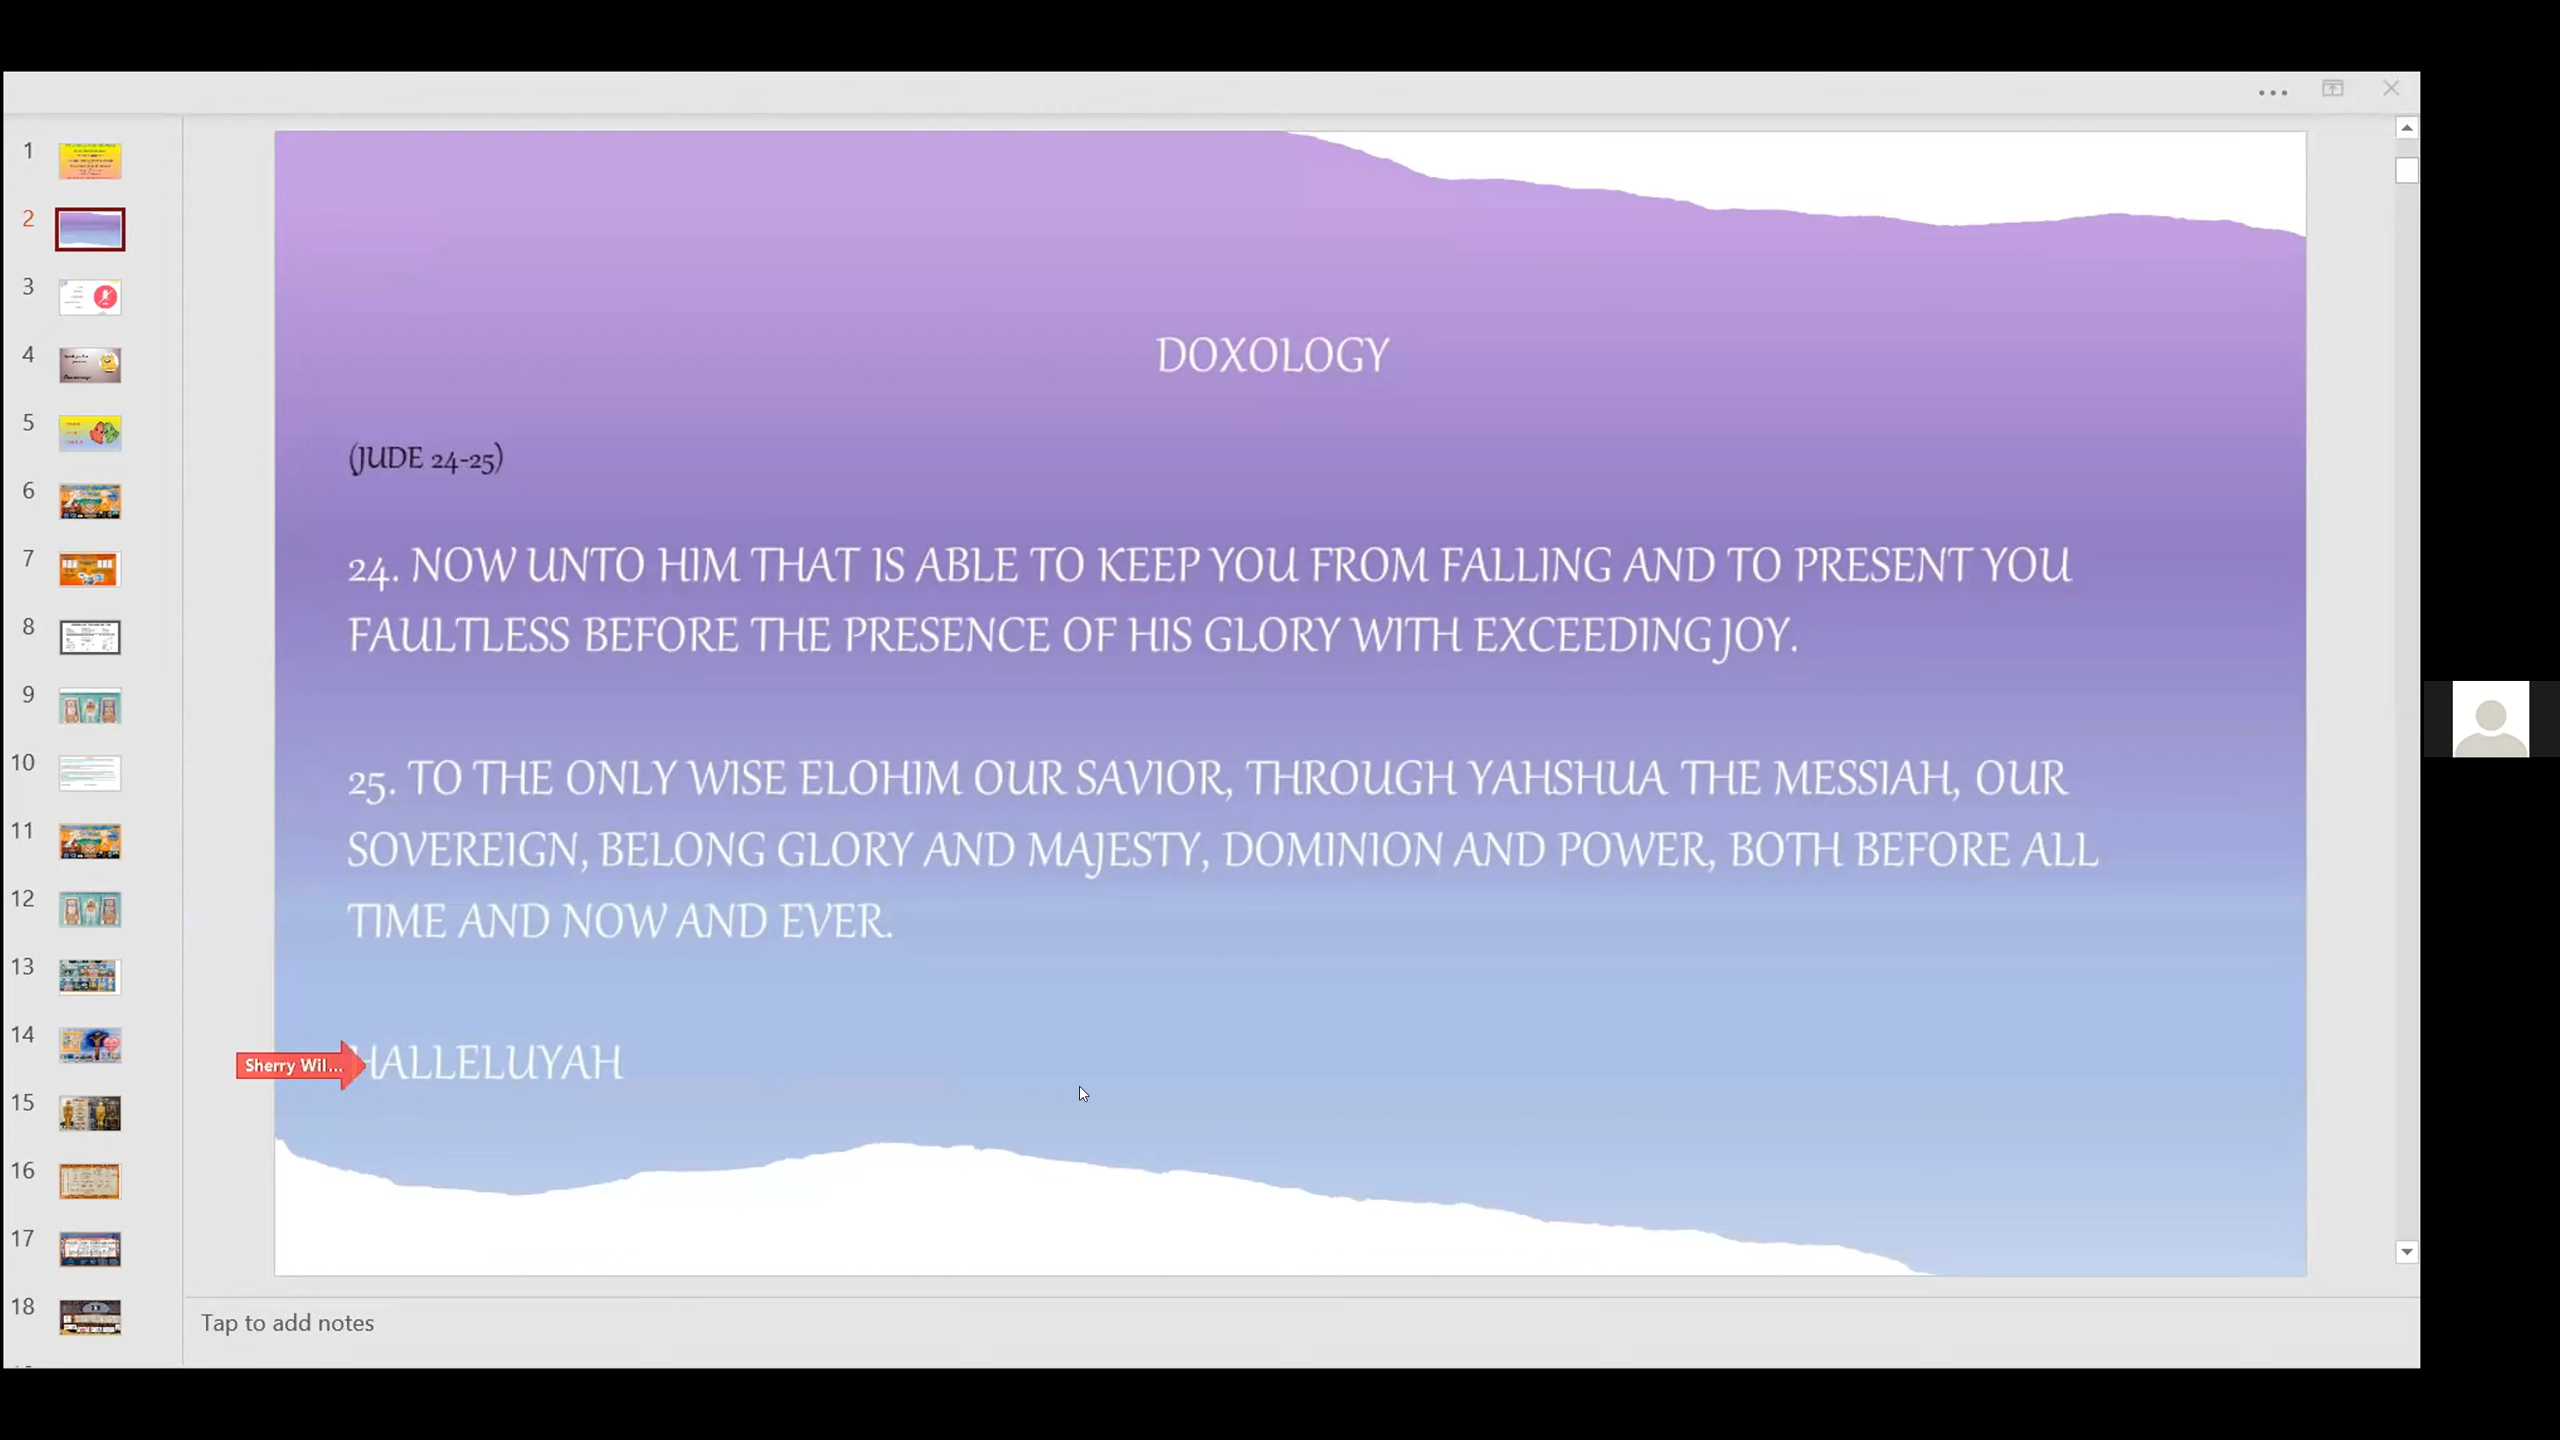 DOXOLOGY
(JUDE 24-25)
24. NOW UNTO HIM THAT IS ABLE TO KEEP YOU FROM FALLING AND TO PRESENT YOU
FAULTLESS BEFORE THE PRESENCE OF HIS GLORY WITH EXCEEDING JOY.
25. TO THE ONLY WISE ELOHIM OUR SAVIOR, THROUGH YAHSHUA THE MESSIAH, OUR
SOVEREIGN, BELONG GLORY AND MAJESTY, DOMINION AND POWER, BOTH BEFORE ALL
TIME AND NOW AND EVER.
Sherry Wil...
HALLELUYAH
Tap to add notes
1
2
3
4
5
6
7
8
9
10
11
12
13
14
15
16
17
18